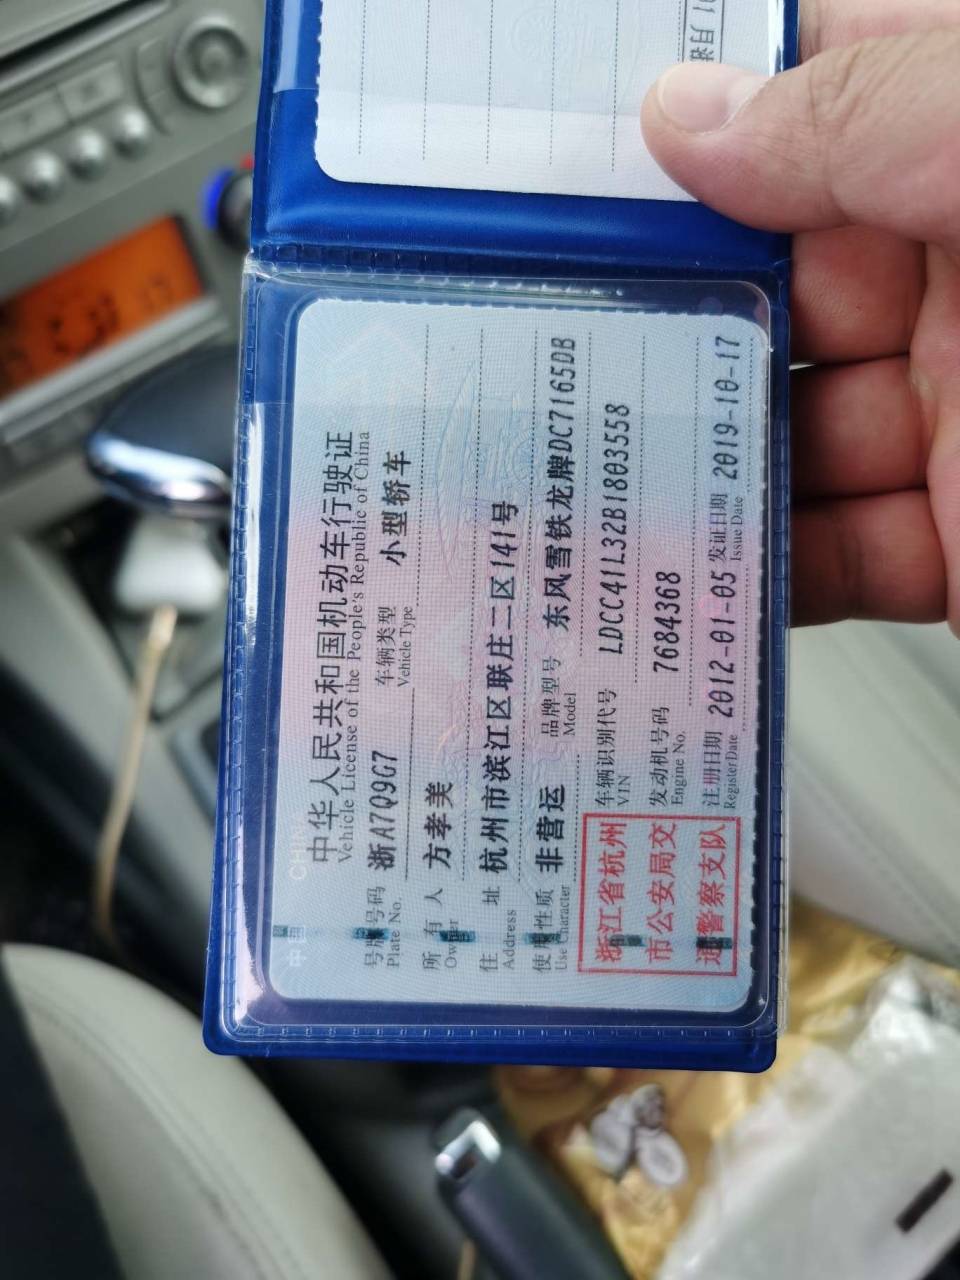 月
中华人民共和国机动车行驶证
Vehicle License of the People's Republic of China
号牌号码 浙A7Q9G7 车辆类型 小型轿车
Plate No. Vehicle Type
所有人 方孝美
Owner
住址 杭州市滨江区联庄二区141号
Address
使用性质 非营运 品牌型号 东风雪铁龙牌DC7165DB
Use Character Model
浙江省杭州
市公安局交
通警察支队
车辆识别代号 LDCC41L32B1803558
VIN
发动机号码 7684368
Engine No.
注册日期 2012-01-05 发证日期 2019-10-17
Register Date Issue Date
中国
CHINA